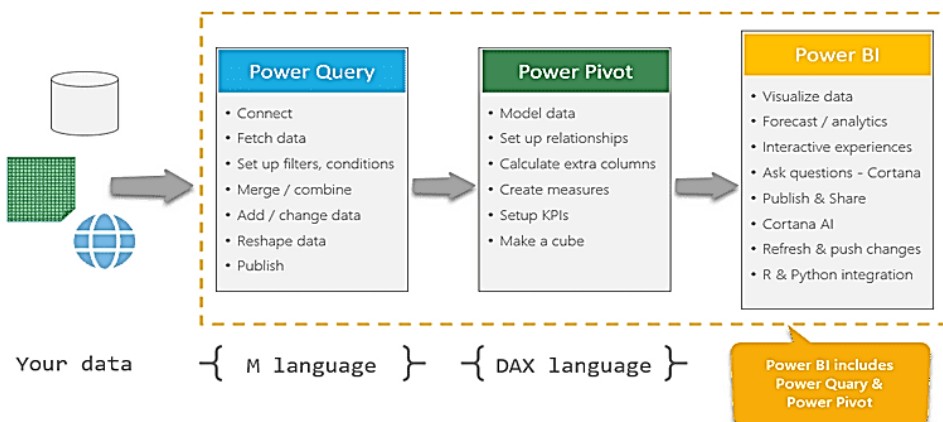 Power Query
• Connect
• Fetch data
• Set up filters, conditions
• Merge / combine
• Add / change data
• Reshape data
• Publish
Power Pivot
• Model data
• Set up relationships
• Calculate extra columns
• Create measures
• Setup KPIs
• Make a cube
Power BI
• Visualize data
• Forecast / analytics
• Interactive experiences
• Ask questions - Cortana
• Publish & Share
• Cortana AI
• Refresh & push changes
• R & Python integration
Your data
{ M language }
{ DAX language }
Power BI includes
Power Quary &
Power Pivot